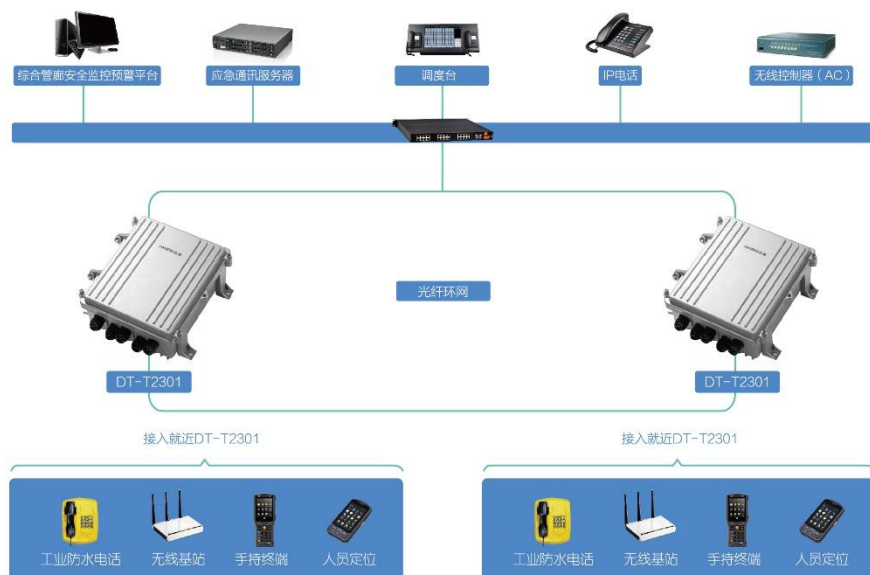 综合管廊安全监控预警平台
应急通讯服务器
调度台
IP电话
无线控制器（AC）
光纤环网
DT-T2301
DT-T2301
接入就近DT-T2301
接入就近DT-T2301
工业防水电话
无线基站
手持终端
人员定位
工业防水电话
无线基站
手持终端
人员定位